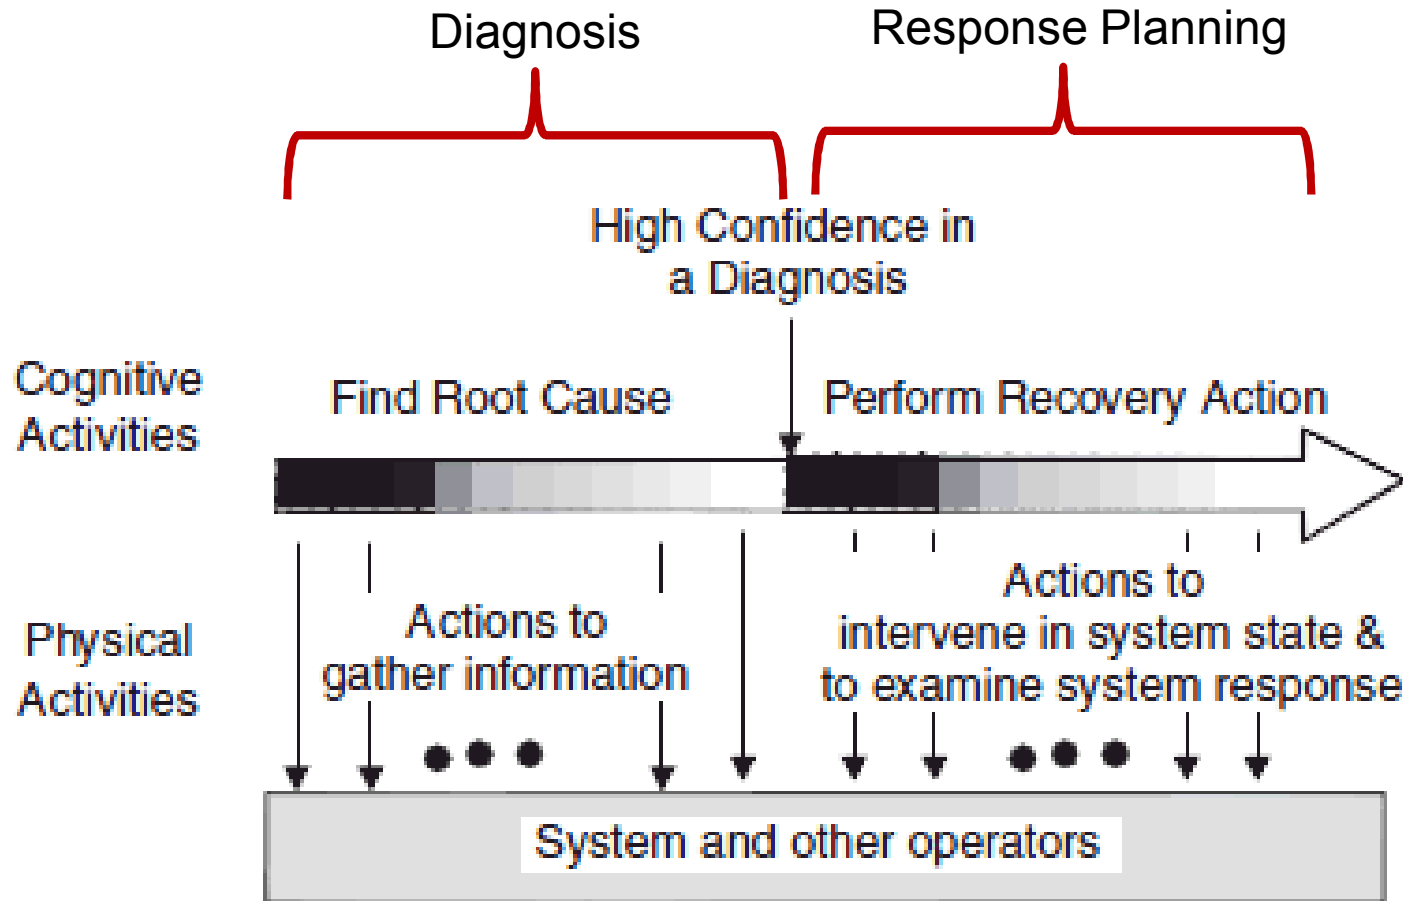 Diagnosis
Response Planning
High Confidence in
a Diagnosis
Cognitive
Activities
Find Root Cause
Perform Recovery Action
Physical
Activities
Actions to
gather information
Actions to
intervene in system state &
to examine system response
System and other operators